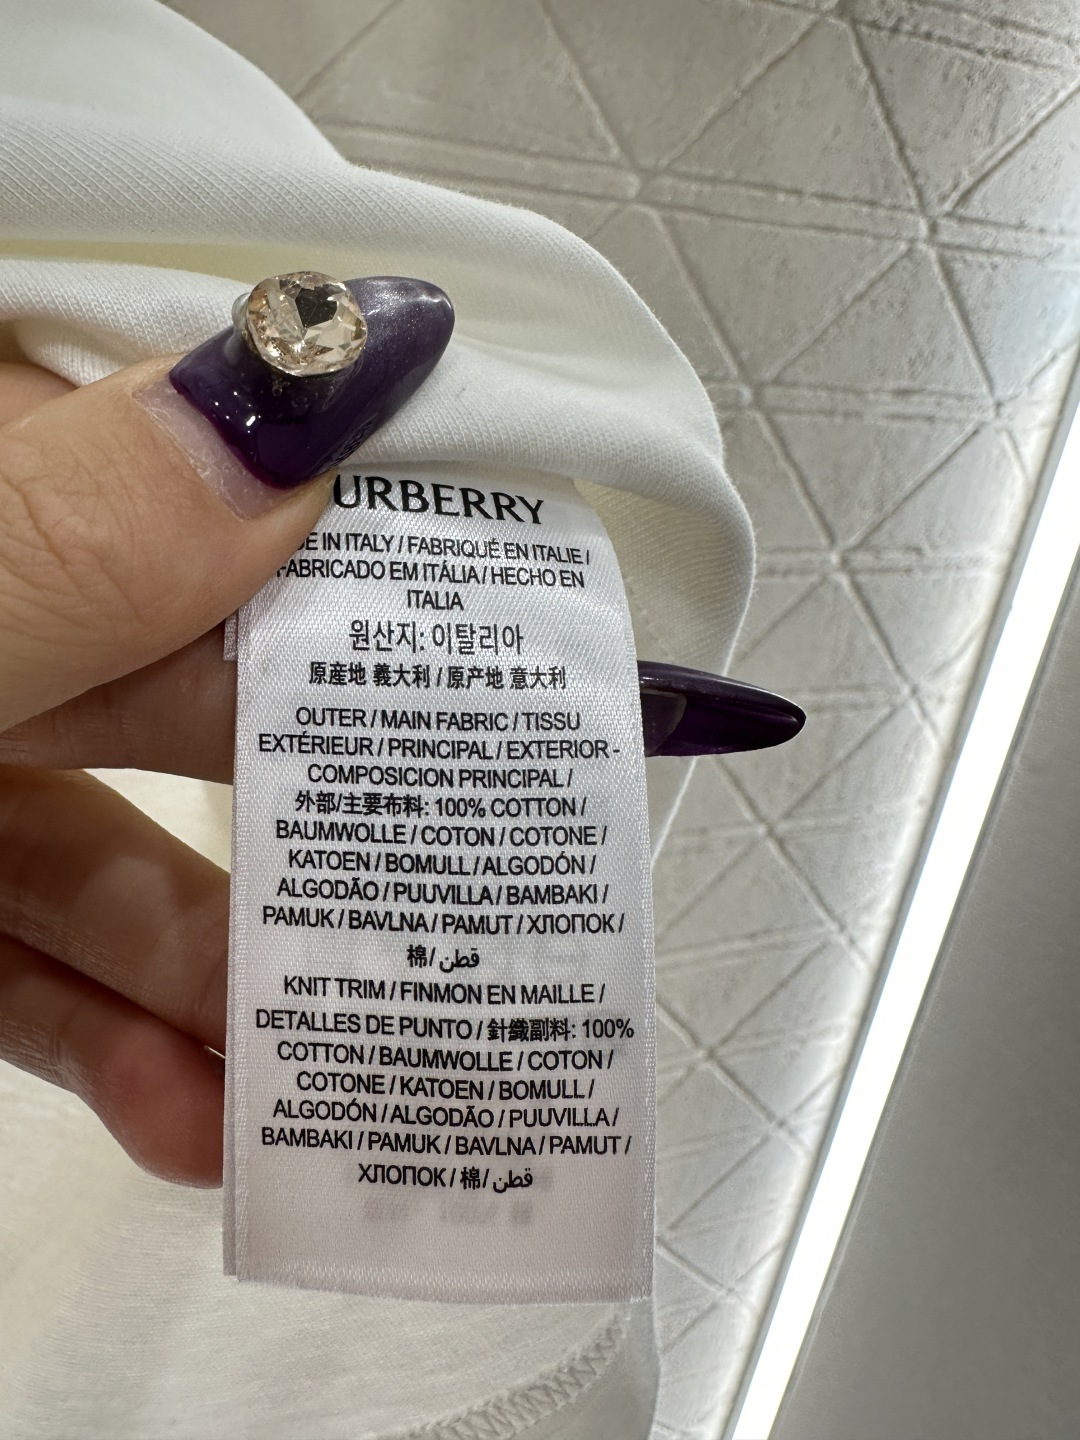 URBERRY
IN ITALY / FABRIQUÉ EN ITALIE /
FABRICADO EM ITÁLIA / HECHO EN
ITALIA
원산지: 이탈리아
原産地 義大利 / 原产地 意大利
OUTER / MAIN FABRIC / TISSU
EXTÉRIEUR / PRINCIPAL / EXTERIOR -
COMPOSICION PRINCIPAL /
外部/主要布料: 100% COTTON /
BAUMWOLLE / COTON / COTONE /
KATOEN / BOMULL / ALGODÓN /
ALGODÃO / PUUVILLA / BAMBAKI /
PAMUK / BAVLNA / PAMUT / ХЛОПОК /
棉/ قطن
KNIT TRIM / FINMON EN MAILLE /
DETALLES DE PUNTO / 針織副料: 100%
COTTON / BAUMWOLLE / COTON /
COTONE / KATOEN / BOMULL /
ALGODÓN / ALGODÃO / PUUVILLA /
BAMBAKI / PAMUK / BAVLNA / PAMUT /
ХЛОПОК / 棉/ قطن